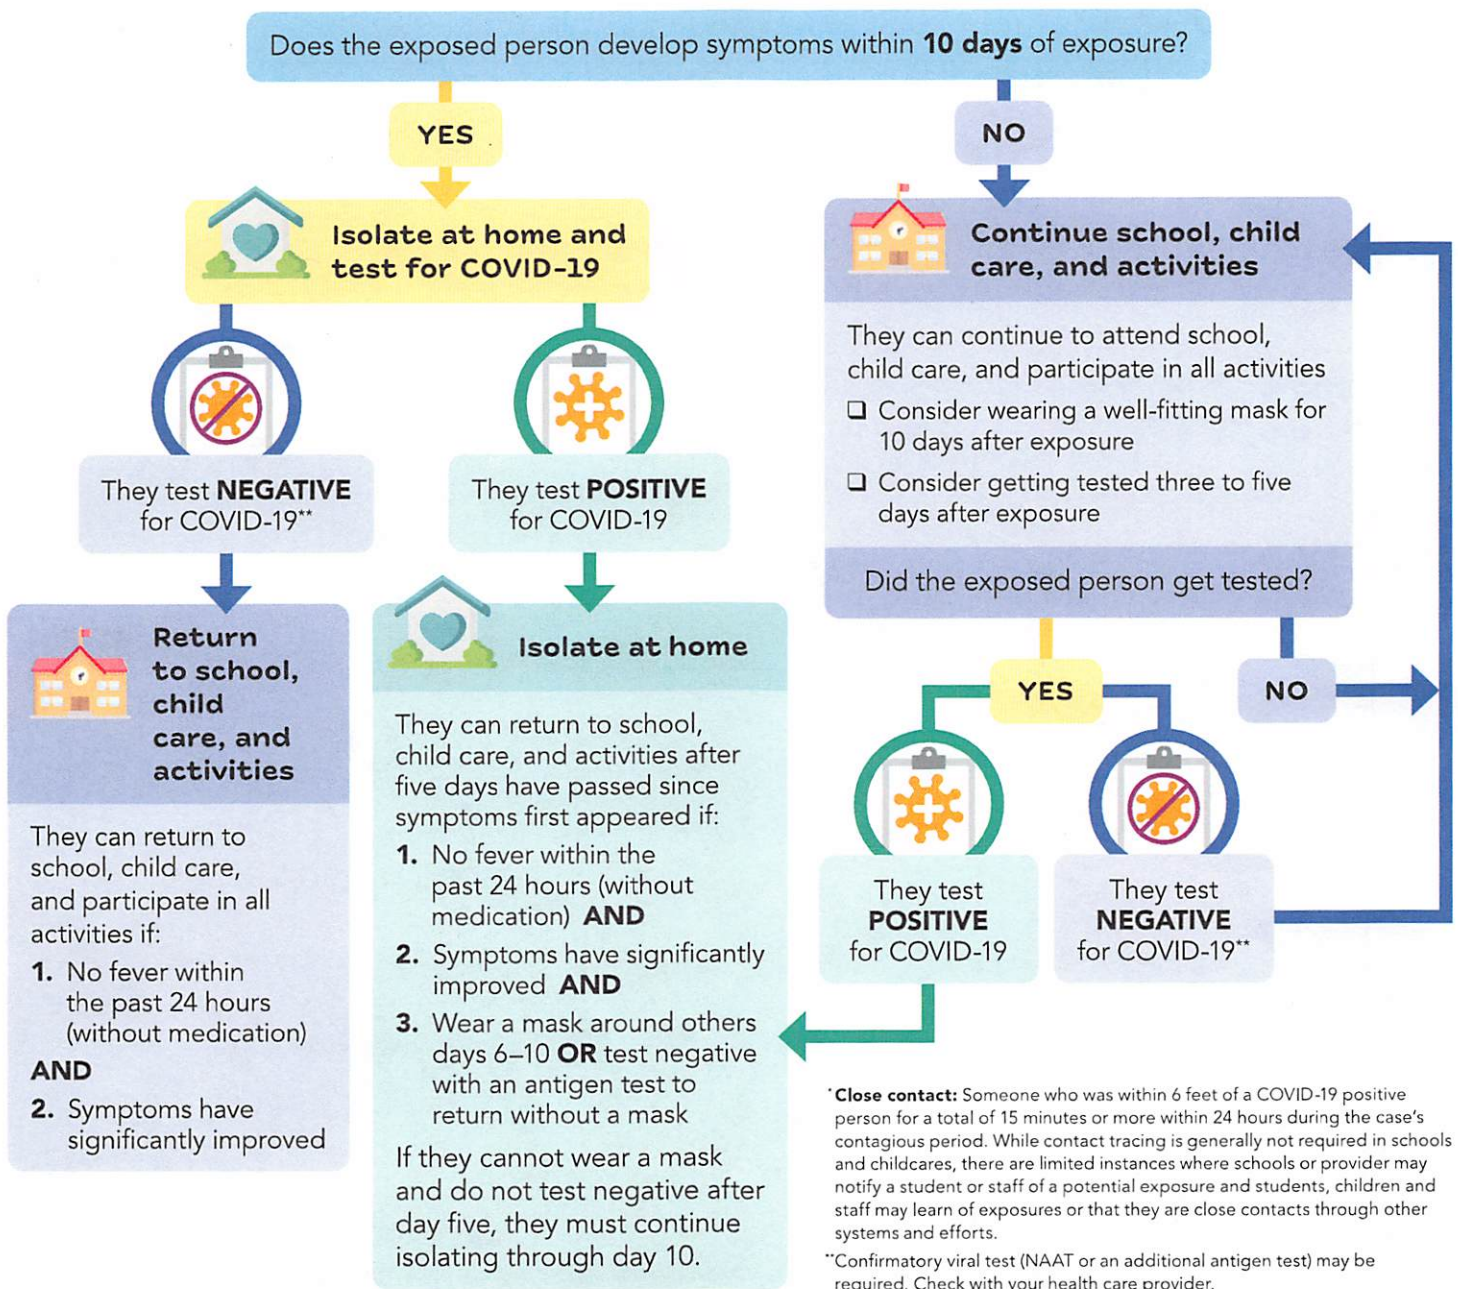 Does the exposed person develop symptoms within 10 days of exposure?
YES
NO
Isolate at home and
test for COVID-19
They test NEGATIVE
for COVID-19**
They test POSITIVE
for COVID-19
Return
to school,
child
care, and
activities
They can return to
school, child care,
and participate in all
activities if:
1. No fever within
the past 24 hours
(without medication)
AND
2. Symptoms have
significantly improved
Isolate at home
They can return to school,
child care, and activities after
five days have passed since
symptoms first appeared if:
1. No fever within the
past 24 hours (without
medication) AND
2. Symptoms have significantly
improved AND
3. Wear a mask around others
days 6–10 OR test negative
with an antigen test to
return without a mask
If they cannot wear a mask
and do not test negative after
day five, they must continue
isolating through day 10.
Continue school, child
care, and activities
They can continue to attend school,
child care, and participate in all activities
❑ Consider wearing a well-fitting mask for
10 days after exposure
❑ Consider getting tested three to five
days after exposure
Did the exposed person get tested?
YES
NO
They test
POSITIVE
for COVID-19
They test
NEGATIVE
for COVID-19**
*Close contact: Someone who was within 6 feet of a COVID-19 positive
person for a total of 15 minutes or more within 24 hours during the case's
contagious period. While contact tracing is generally not required in schools
and childcares, there are limited instances where schools or provider may
notify a student or staff of a potential exposure and students, children and
staff may learn of exposures or that they are close contacts through other
systems and efforts.
**Confirmatory viral test (NAAT or an additional antigen test) may be
required. Check with your health care provider.